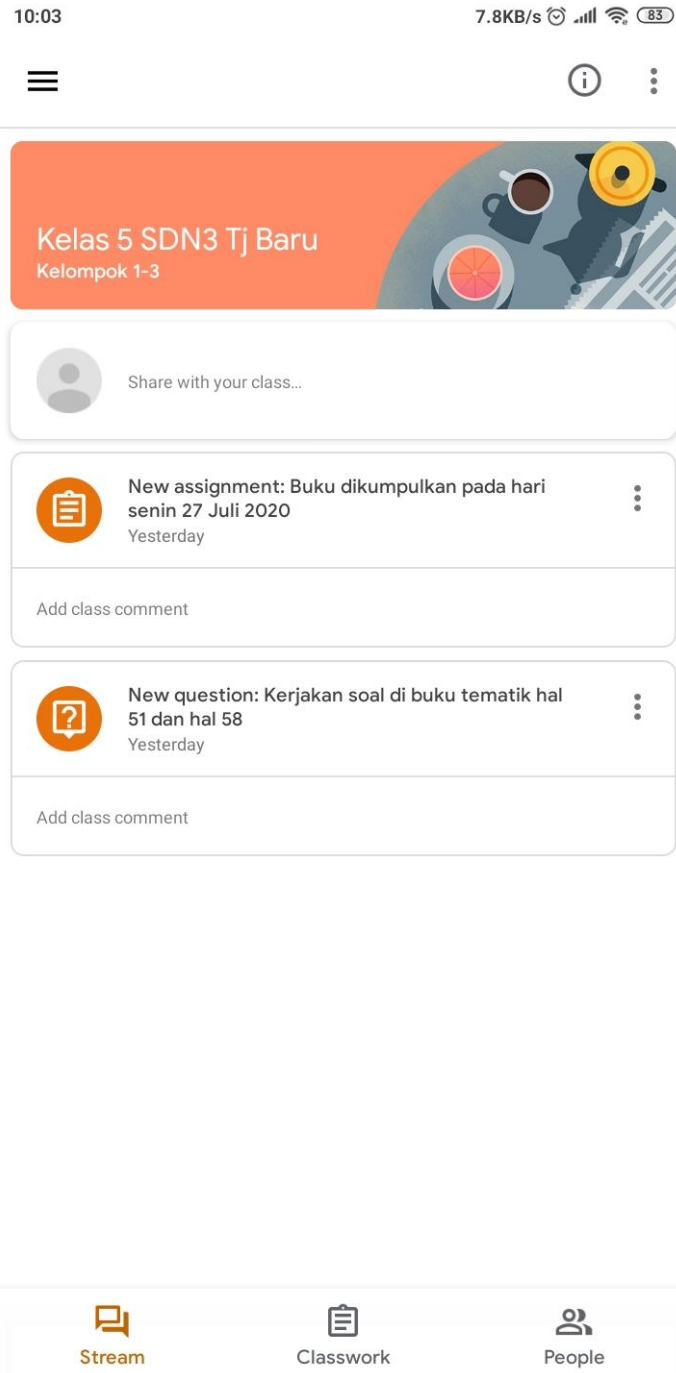 10:03 7.8KB/s 83
Kelas 5 SDN3 Tj Baru
Kelompok 1-3
Share with your class...
New assignment: Buku dikumpulkan pada hari
senin 27 Juli 2020
Yesterday
Add class comment
New question: Kerjakan soal di buku tematik hal
51 dan hal 58
Yesterday
Add class comment
Stream Classwork People